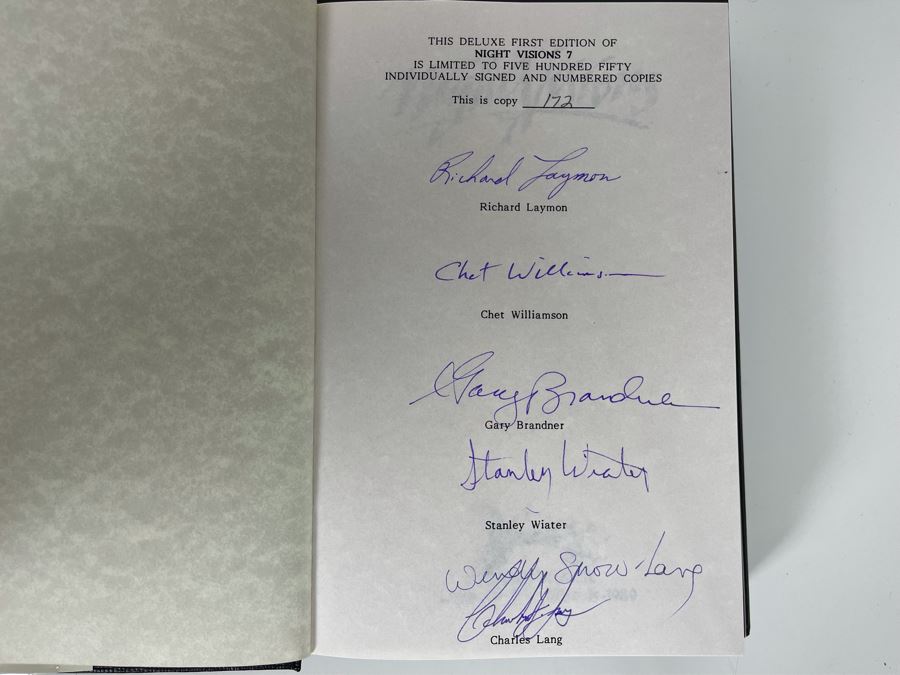 THIS DELUXE FIRST EDITION OF
NIGHT VISIONS 7
IS LIMITED TO FIVE HUNDRED FIFTY
INDIVIDUALLY SIGNED AND NUMBERED COPIES
This is copy 172
Richard Laymon
Richard Laymon
Chet Williamson
Chet Williamson
Gary Brandner
Gary Brandner
Stanley Wiater
Stanley Wiater
Wendy Snow-Lang
Charles Lang
Charles Lang